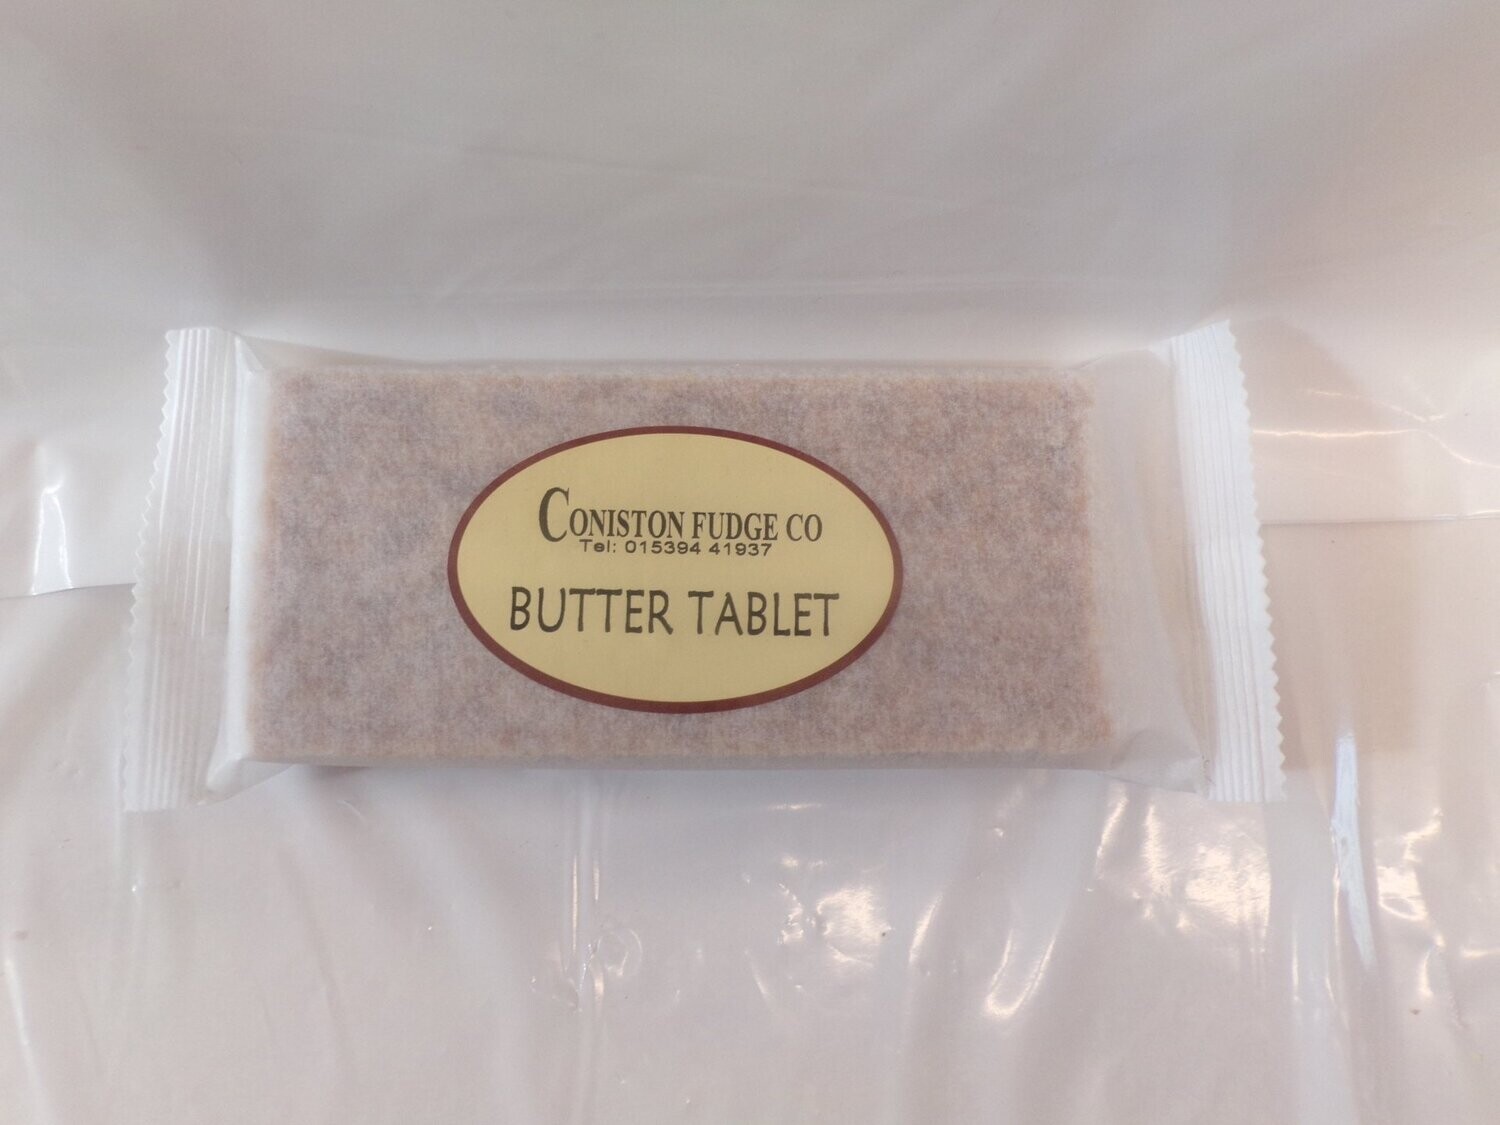 CONISTON FUDGE CO
Tel: 015394 41937
BUTTER TABLET